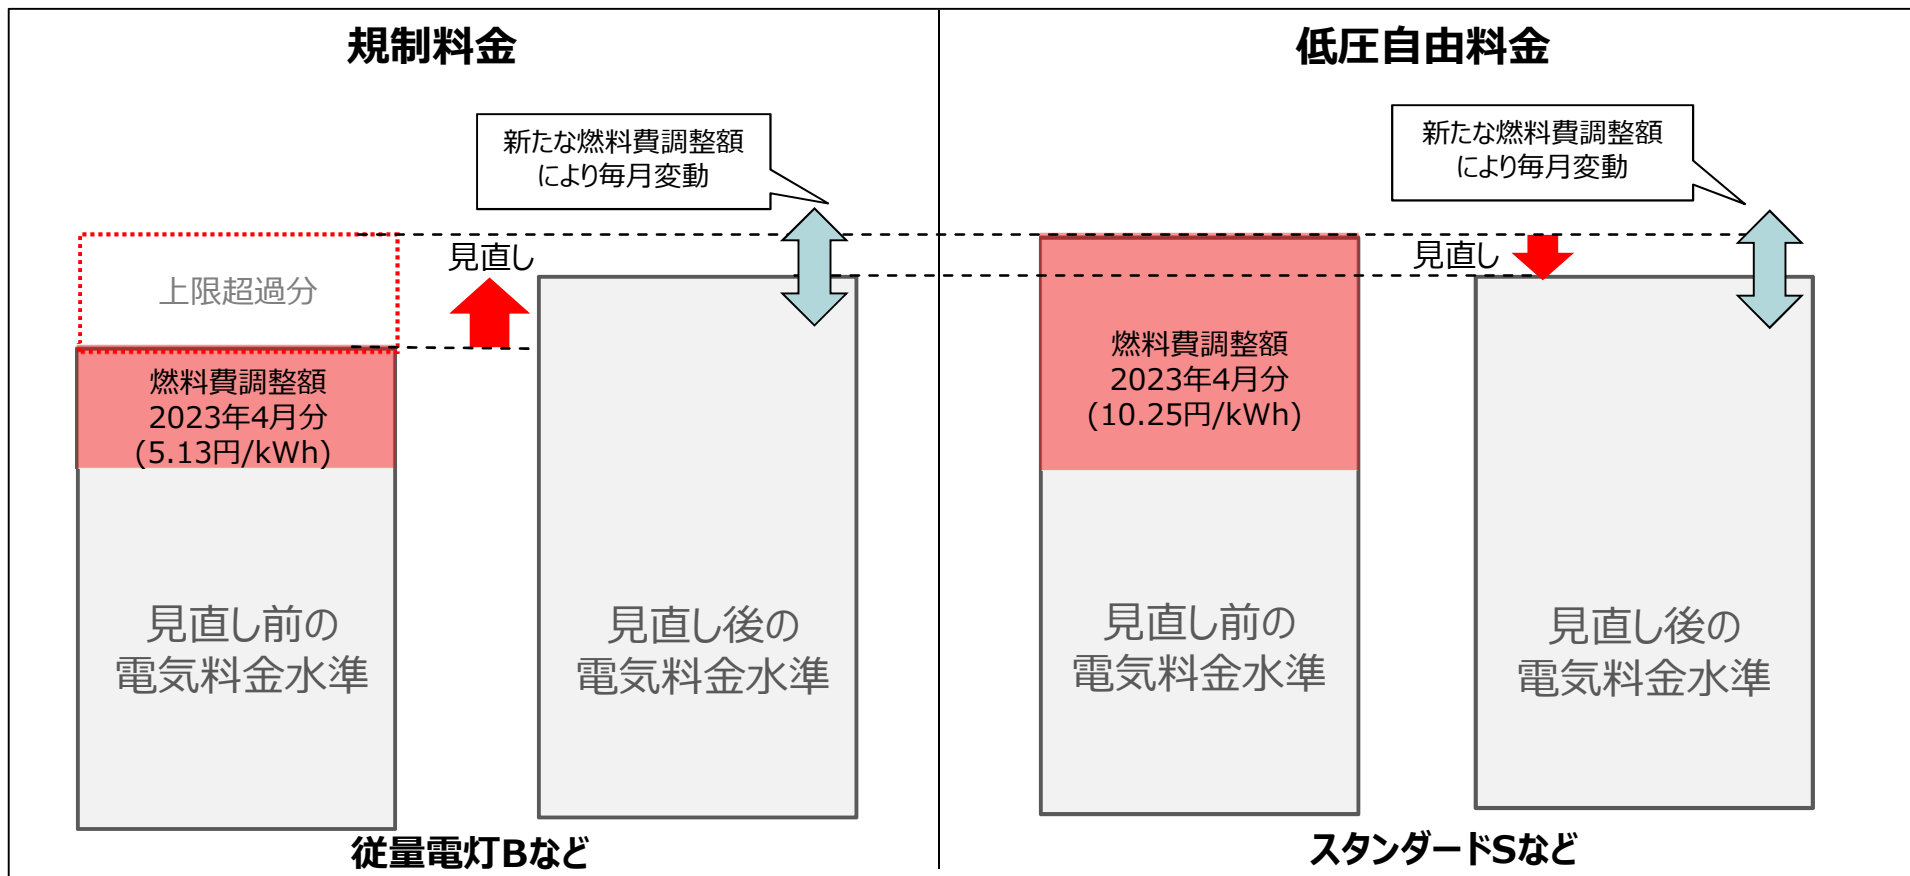 規制料金
新たな燃料費調整額
により毎月変動
見直し
上限超過分
燃料費調整額
2023年4月分
(5.13円/kWh)
見直し前の
電気料金水準
見直し後の
電気料金水準
従量電灯Bなど
低圧自由料金
新たな燃料費調整額
により毎月変動
見直し
燃料費調整額
2023年4月分
(10.25円/kWh)
見直し前の
電気料金水準
見直し後の
電気料金水準
スタンダードSなど